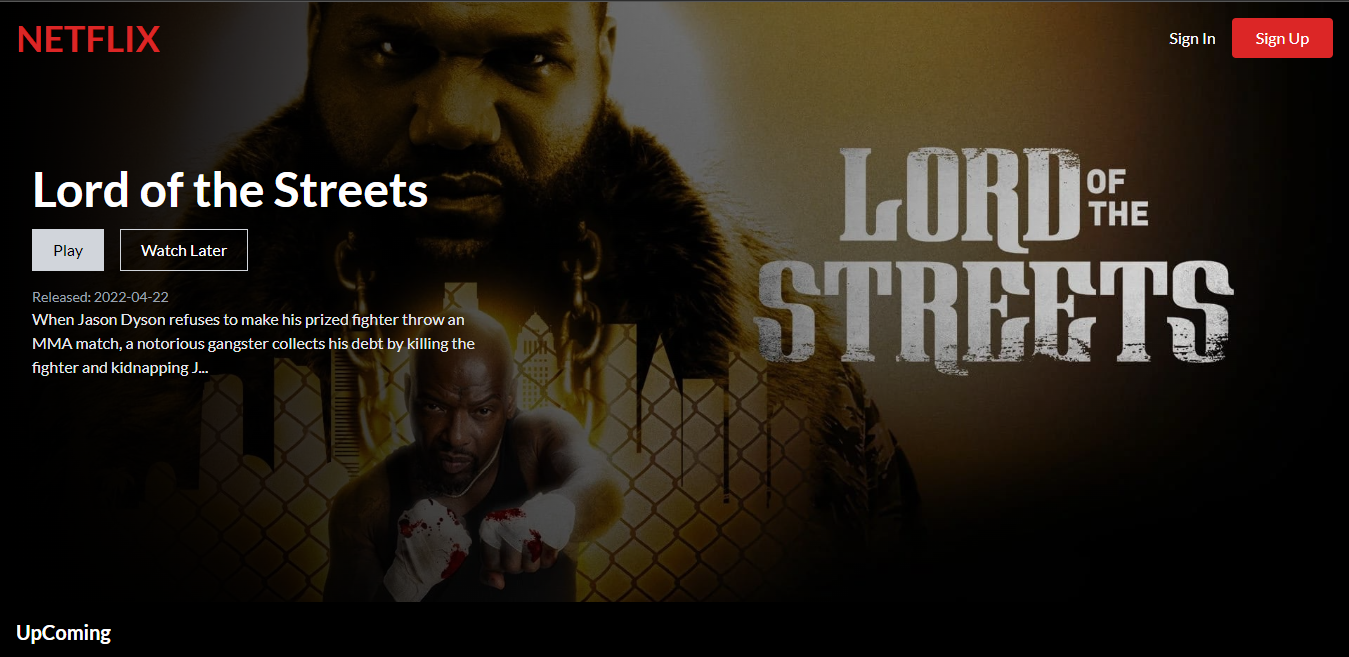 NETFLIX
Sign In
Sign Up
Lord of the Streets
Play
Watch Later
Released: 2022-04-22
When Jason Dyson refuses to make his prized fighter throw an
MMA match, a notorious gangster collects his debt by killing the
fighter and kidnapping J...
LORD OF THE
STREETS
UpComing